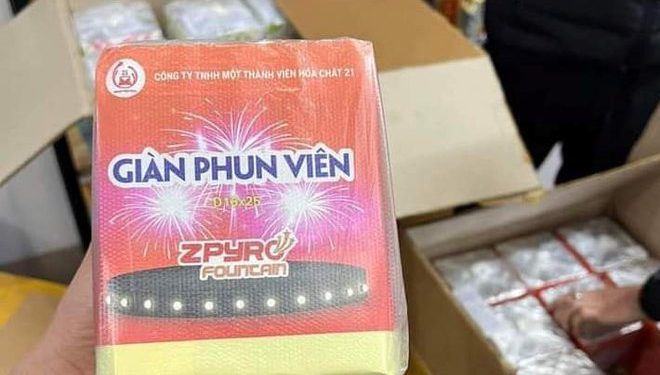 CÔNG TY TNHH MỘT THÀNH VIÊN HÓA CHẤT 21
GIÀN PHUN VIÊN
D16x25
ZPYRO
FOUNTAIN